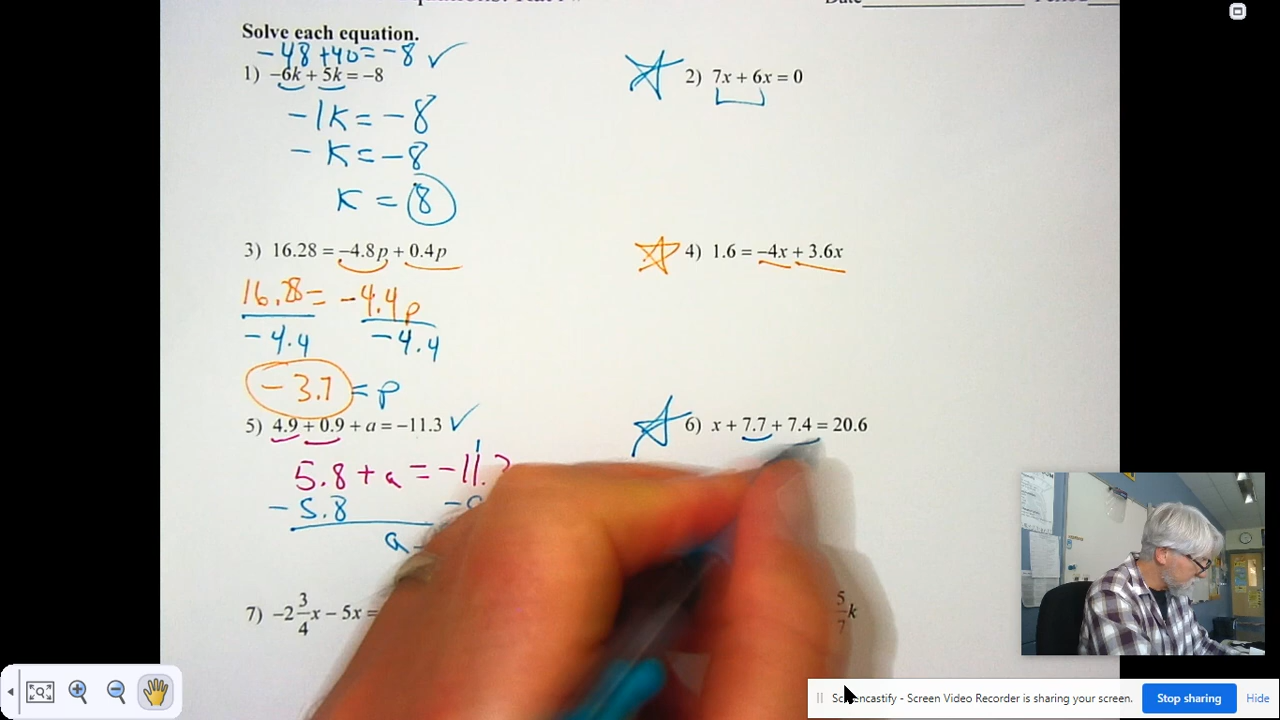 Solve each equation.
-48+40=-8 ✓
1) −6k + 5k = −8
-1k=-8
-k=-8
k = 8
2) 7x + 6x = 0
3) 16.28 = −4.8p + 0.4p
16.28= -4.4p
-4.4 -4.4
-3.7 = p
4) 1.6 = −4x + 3.6x
5) 4.9 + 0.9 + a = −11.3 ✓
5.8 + a = -11.3
-5.8
a
6) x + 7.7 + 7.4 = 20.6
7) −2 3/4 x − 5x =
5/7 k
Screencastify - Screen Video Recorder is sharing your screen.
Stop sharing
Hide